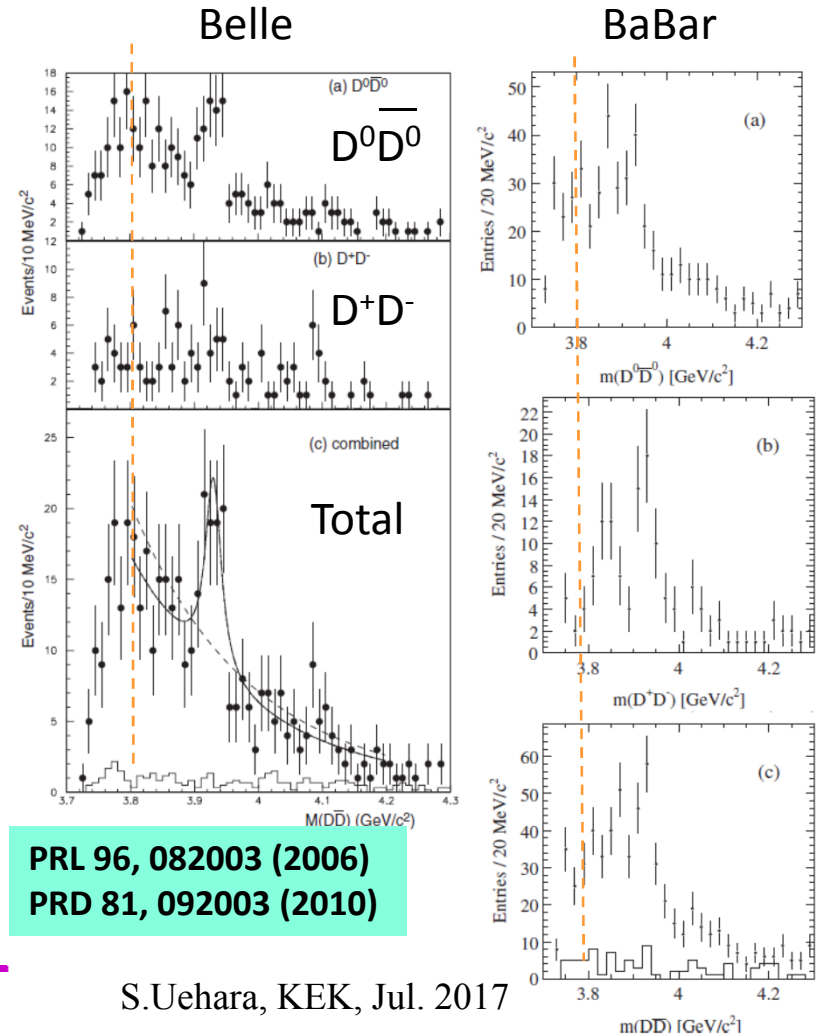 Belle
BaBar
18
16
14
12
10
8
6
4
2
(a) D⁰D̅⁰
D⁰D̅⁰
12
10
8
6
4
2
(b) D⁺D⁻
D⁺D⁻
Events/10 MeV/c²
25
20
15
10
5
0
(c) combined
Total
Events/10 MeV/c²
3.7 3.8 3.9 4 4.1 4.2 4.3
M(DD̅) (GeV/c²)
PRL 96, 082003 (2006)
PRD 81, 092003 (2010)
S.Uehara, KEK, Jul. 2017
50
40
30
20
10
0
(a)
Entries / 20 MeV/c²
3.8 4 4.2
m(D⁰D̅⁰) [GeV/c²]
22
20
18
16
14
12
10
8
6
4
2
0
(b)
Entries / 20 MeV/c²
3.8 4 4.2
m(D⁺D⁻) [GeV/c²]
60
50
40
30
20
10
0
(c)
Entries / 20 MeV/c²
3.8 4 4.2
m(DD̅) [GeV/c²]